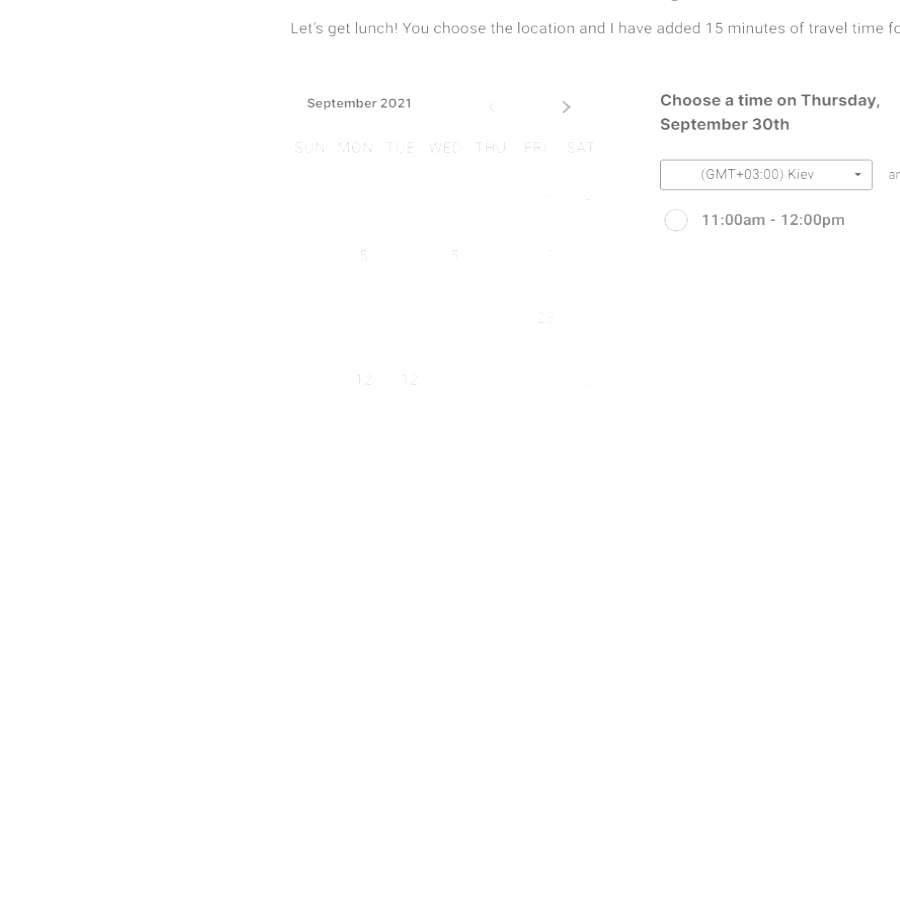 Let's get lunch! You choose the location and I have added 15 minutes of travel time
September 2021
SUN MON TUE WED THU FRI SAT
5 5
28
12 12
Choose a time on Thursday,
September 30th
(GMT+03:00) Kiev
11:00am - 12:00pm